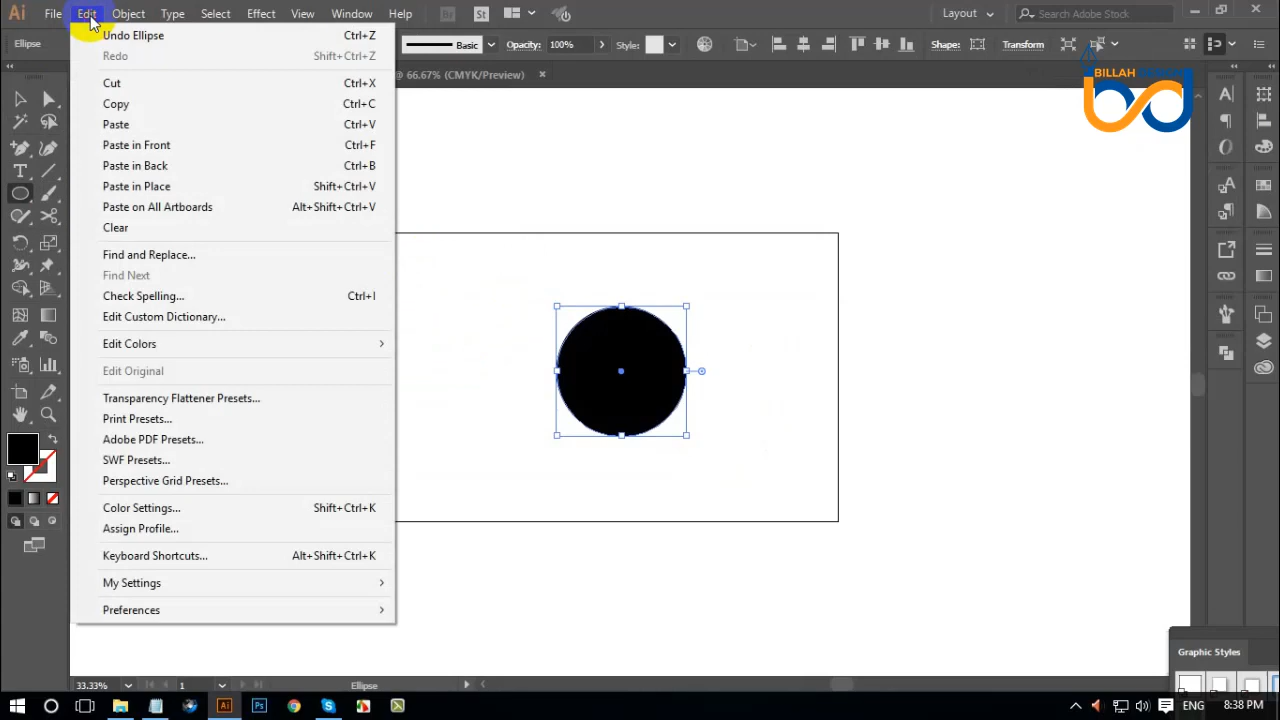 Ai File Edit Object Type Select Effect View Window Help Br St Layout Search Adobe Stock
Ellipse Basic Opacity: 100% Style: Shape: Transform
@ 66.67% (CMYK/Preview)
BILLAH
Undo Ellipse Ctrl+Z
Redo Shift+Ctrl+Z
Cut Ctrl+X
Copy Ctrl+C
Paste Ctrl+V
Paste in Front Ctrl+F
Paste in Back Ctrl+B
Paste in Place Shift+Ctrl+V
Paste on All Artboards Alt+Shift+Ctrl+V
Clear
Find and Replace...
Find Next
Check Spelling... Ctrl+I
Edit Custom Dictionary...
Edit Colors
Edit Original
Transparency Flattener Presets...
Print Presets...
Adobe PDF Presets...
SWF Presets...
Perspective Grid Presets...
Color Settings... Shift+Ctrl+K
Assign Profile...
Keyboard Shortcuts... Alt+Shift+Ctrl+K
My Settings
Preferences
Graphic Styles
33.33% 1 Ellipse
Ai Ps ENG 8:38 PM